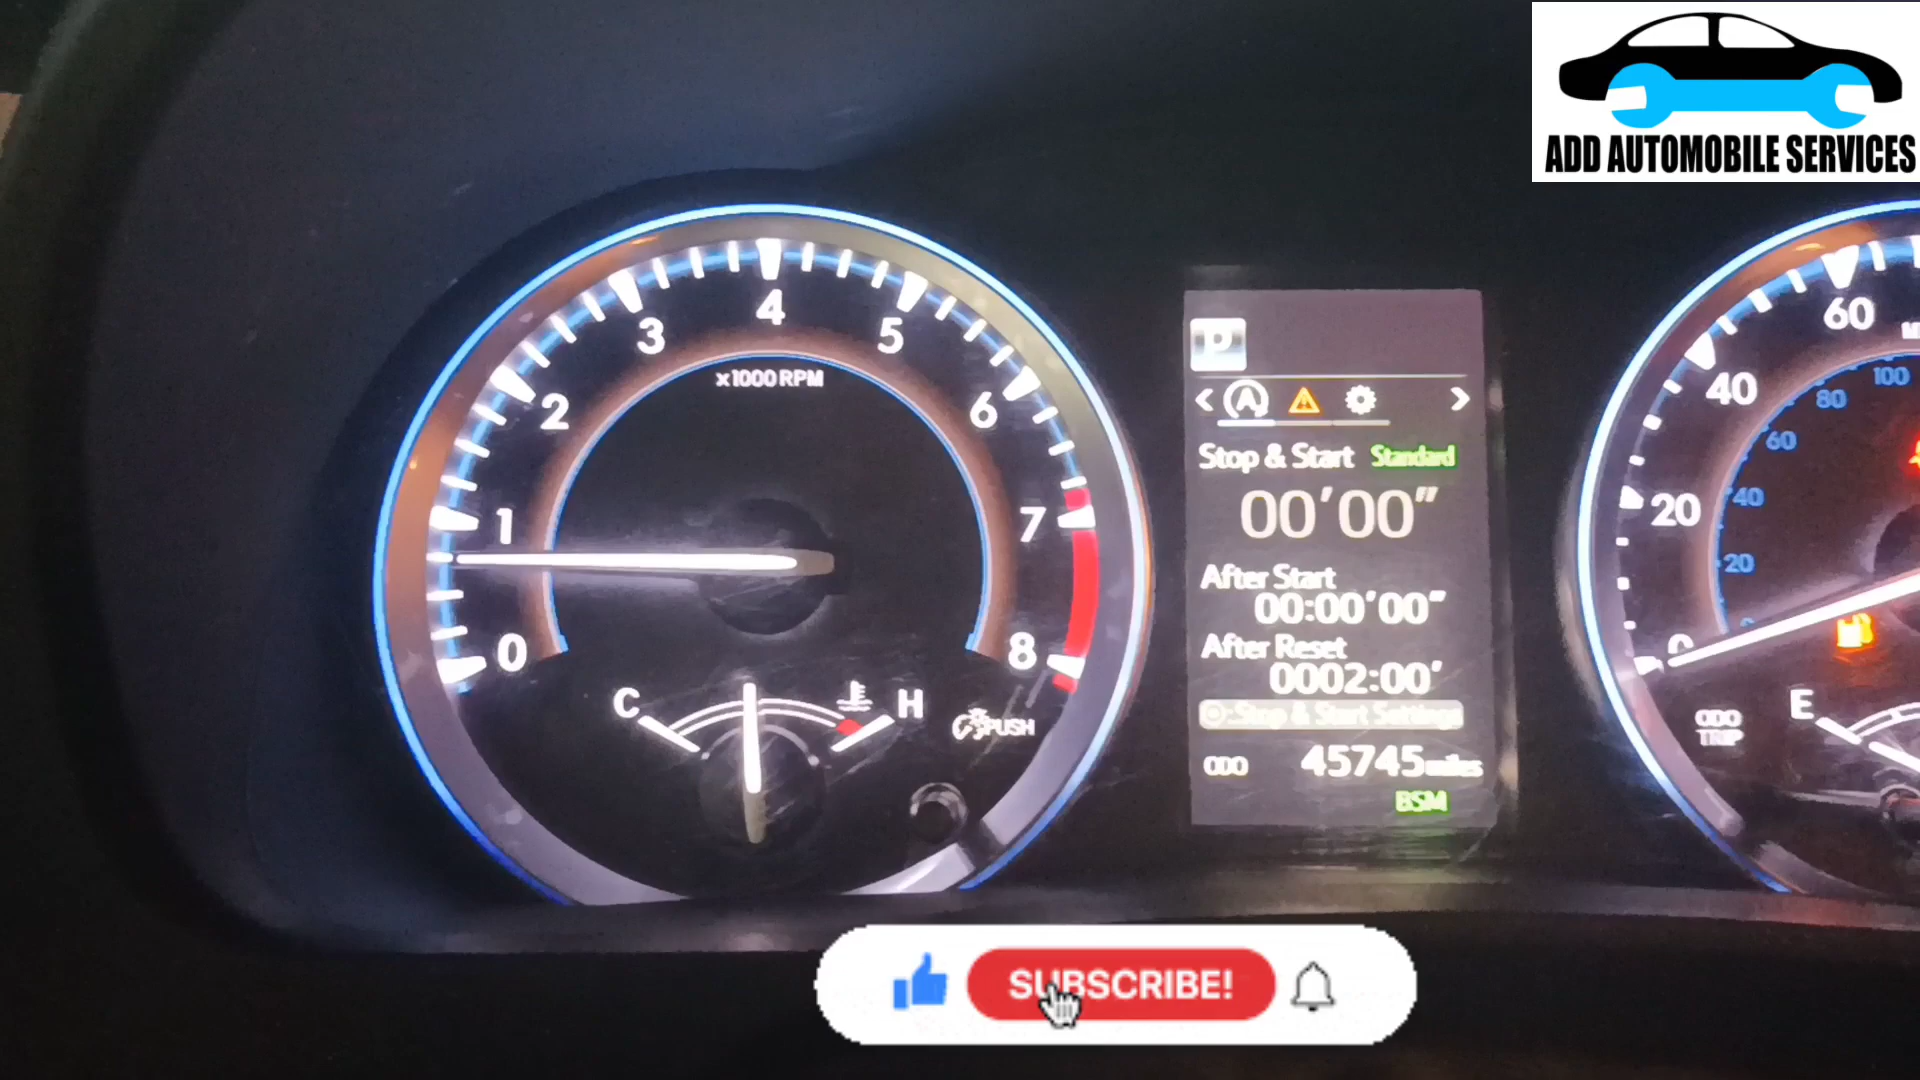 ADD AUTOMOBILE SERVICES
0
1
2
3
4
5
6
7
8
x1000 RPM
C
H
PUSH
P
A
Stop & Start Standard
00'00"
After Start
00:00'00"
After Reset
0002:00'
Stop & Start Settings
ODO 45745 miles
BSM
0
20
40
60
20
40
60
80
100
ODO
TRIP
E
SUBSCRIBE!